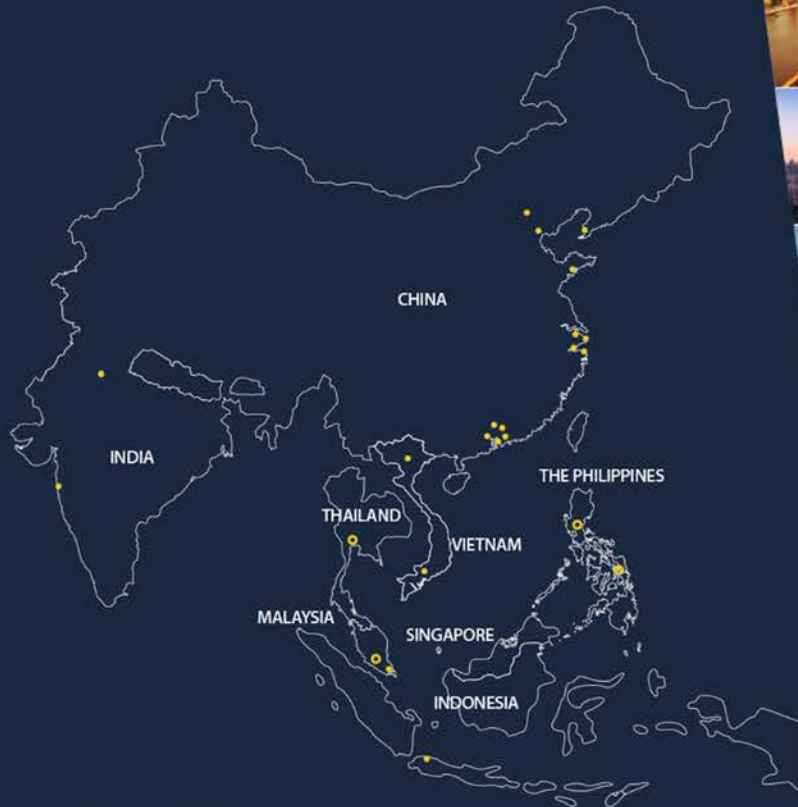 CHINA
INDIA
THE PHILIPPINES
THAILAND
VIETNAM
MALAYSIA
SINGAPORE
INDONESIA